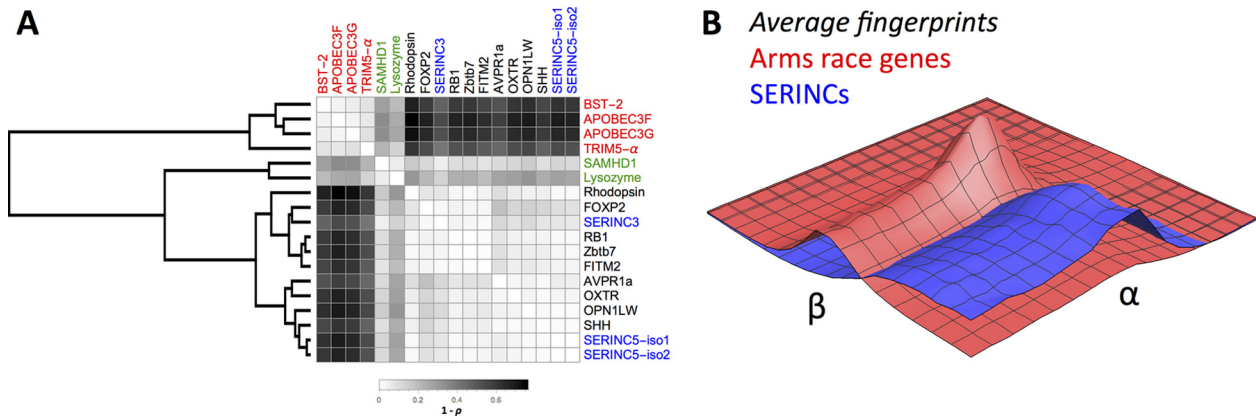 A
BST-2
APOBEC3F
APOBEC3G
TRIM5-α
SAMHD1
Lysozyme
Rhodopsin
FOXP2
SERINC3
RB1
Zbtb7
FITM2
AVPR1a
OXTR
OPN1LW
SHH
SERINC5-iso1
SERINC5-iso2
BST-2
APOBEC3F
APOBEC3G
TRIM5-α
SAMHD1
Lysozyme
Rhodopsin
FOXP2
SERINC3
RB1
Zbtb7
FITM2
AVPR1a
OXTR
OPN1LW
SHH
SERINC5-iso1
SERINC5-iso2
0 0.2 0.4 0.6
1 - ρ
B
Average fingerprints
Arms race genes
SERINCs
β
α